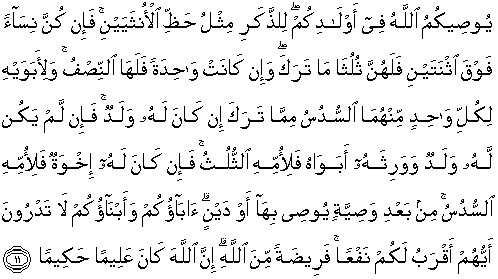 يُوصِيكُمُ ٱللَّهُ فِىٓ أَوْلَـٰدِكُمْ ۖ لِلذَّكَرِ مِثْلُ حَظِّ ٱلْأُنثَيَيْنِ ۚ فَإِن كُنَّ نِسَآءً
فَوْقَ ٱثْنَتَيْنِ فَلَهُنَّ ثُلُثَا مَا تَرَكَ ۖ وَإِن كَانَتْ وَٰحِدَةً فَلَهَا ٱلنِّصْفُ ۚ وَلِأَبَوَيْهِ
لِكُلِّ وَٰحِدٍ مِّنْهُمَا ٱلسُّدُسُ مِمَّا تَرَكَ إِن كَانَ لَهُۥ وَلَدٌ ۚ فَإِن لَّمْ يَكُن
لَّهُۥ وَلَدٌ وَوَرِثَهُۥٓ أَبَوَاهُ فَلِأُمِّهِ ٱلثُّلُثُ ۚ فَإِن كَانَ لَهُۥٓ إِخْوَةٌ فَلِأُمِّهِ
ٱلسُّدُسُ ۚ مِنۢ بَعْدِ وَصِيَّةٍ يُوصِى بِهَآ أَوْ دَيْنٍ ۗ ءَابَآؤُكُمْ وَأَبْنَآؤُكُمْ لَا تَدْرُونَ
أَيُّهُمْ أَقْرَبُ لَكُمْ نَفْعًا ۚ فَرِيضَةً مِّنَ ٱللَّهِ ۗ إِنَّ ٱللَّهَ كَانَ عَلِيمًا حَكِيمًا ١١